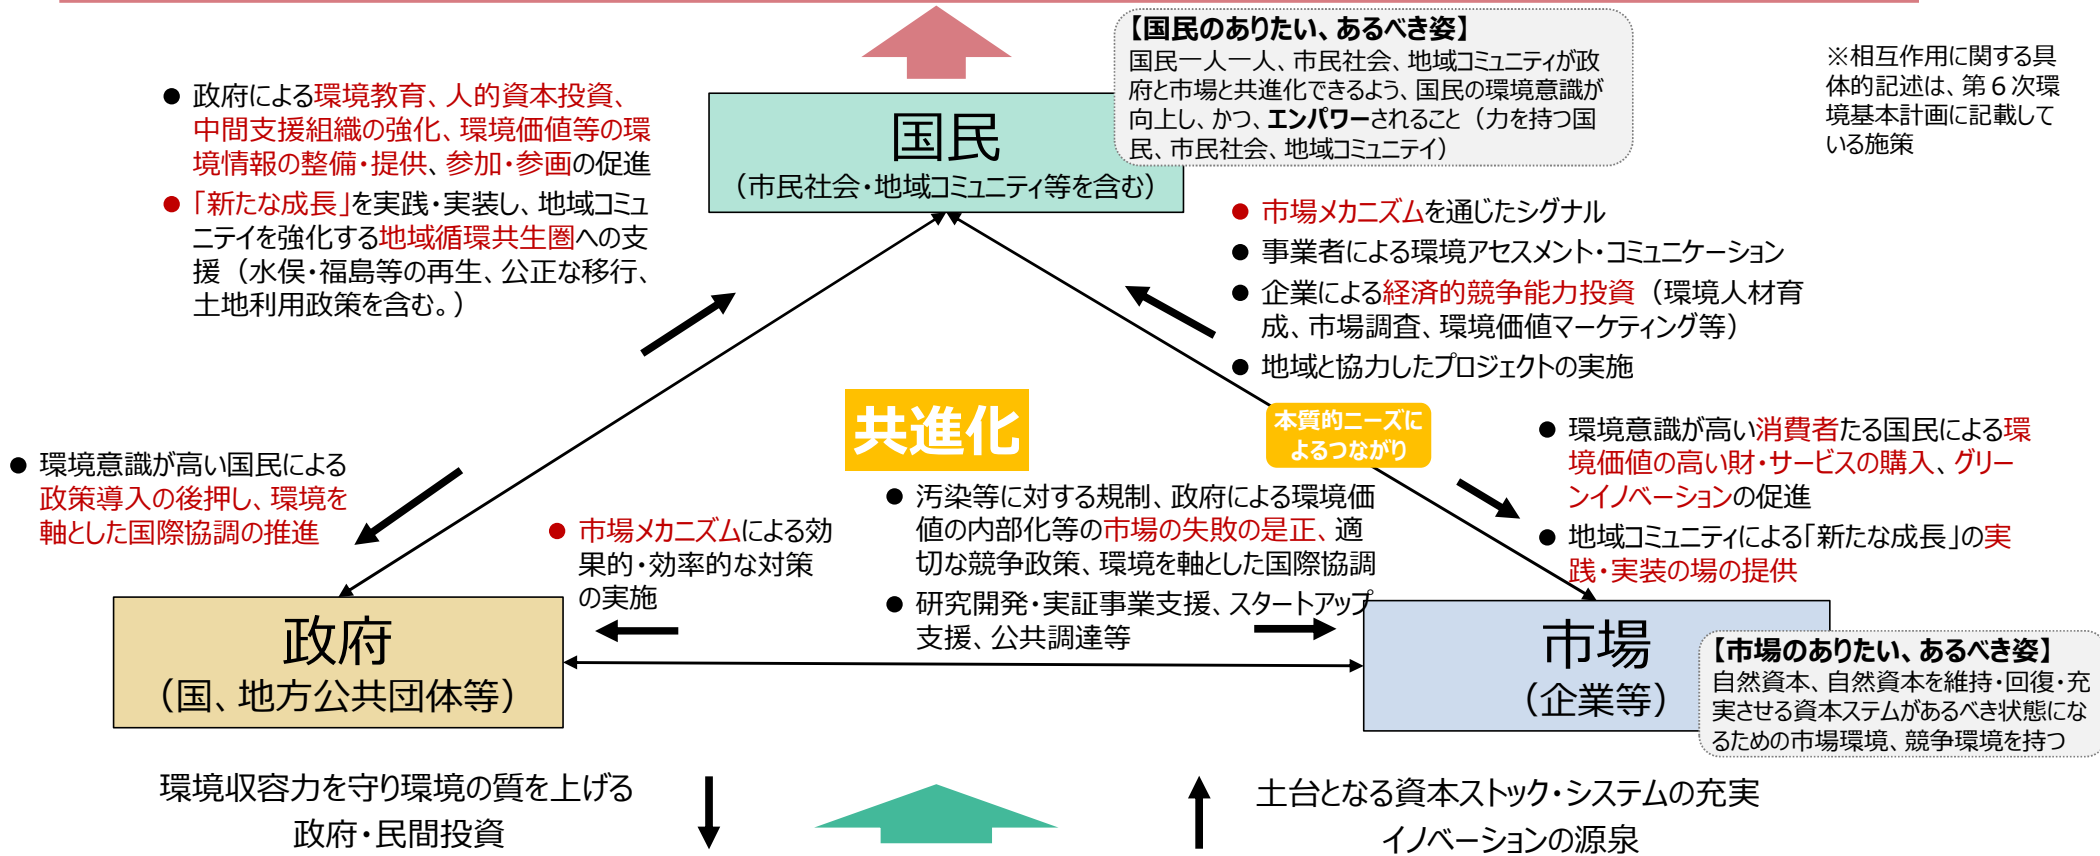 【国民のありたい、あるべき姿】
国民一人一人、市民社会、地域コミュニティが政
府と市場と共進化できるよう、国民の環境意識が
向上し、かつ、エンパワーされること（力を持つ国
民、市民社会、地域コミュニテイ）
※相互作用に関する具
体的記述は、第６次環
境基本計画に記載して
いる施策
● 政府による環境教育、人的資本投資、
中間支援組織の強化、環境価値等の環
境情報の整備・提供、参加・参画の促進
● 「新たな成長」を実践・実装し、地域コミュ
ニテイを強化する地域循環共生圏への支
援（水俣・福島等の再生、公正な移行、
土地利用政策を含む。）
国民
（市民社会・地域コミュニティ等を含む）
● 市場メカニズムを通じたシグナル
● 事業者による環境アセスメント・コミュニケーション
● 企業による経済的競争能力投資（環境人材育
成、市場調査、環境価値マーケティング等）
● 地域と協力したプロジェクトの実施
共進化
本質的ニーズに
よるつながり
● 環境意識が高い国民による
政策導入の後押し、環境を
軸とした国際協調の推進
● 市場メカニズムによる効
果的・効率的な対策
の実施
● 汚染等に対する規制、政府による環境価
値の内部化等の市場の失敗の是正、適
切な競争政策、環境を軸とした国際協調
● 研究開発・実証事業支援、スタートアップ
支援、公共調達等
● 環境意識が高い消費者たる国民による環
境価値の高い財・サービスの購入、グリー
ンイノベーションの促進
● 地域コミュニティによる「新たな成長」の実
践・実装の場の提供
政府
（国、地方公共団体等）
市場
（企業等）
【市場のありたい、あるべき姿】
自然資本、自然資本を維持・回復・充
実させる資本ステムがあるべき状態にな
るための市場環境、競争環境を持つ
環境収容力を守り環境の質を上げる
政府・民間投資
土台となる資本ストック・システムの充実
イノベーションの源泉